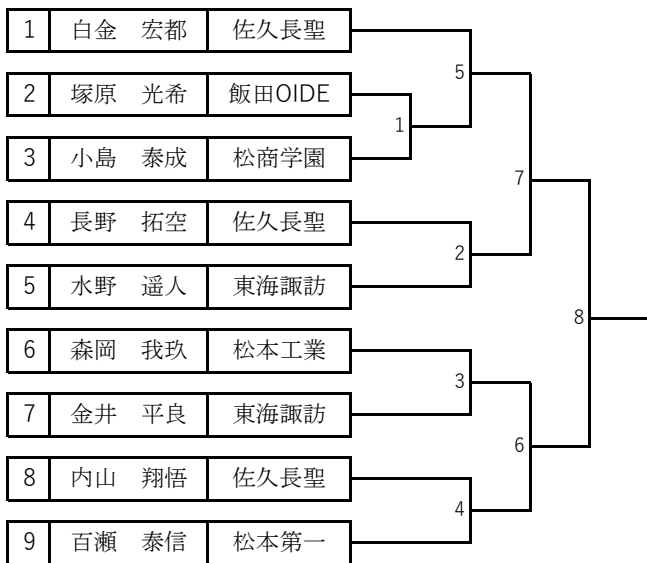 1 白金　宏都 佐久長聖
5
2 塚原　光希 飯田OIDE
1
3 小島　泰成 松商学園
7
4 長野　拓空 佐久長聖
2
5 水野　遥人 東海諏訪
8
6 森岡　我玖 松本工業
3
7 金井　平良 東海諏訪
6
8 内山　翔悟 佐久長聖
4
9 百瀬　泰信 松本第一